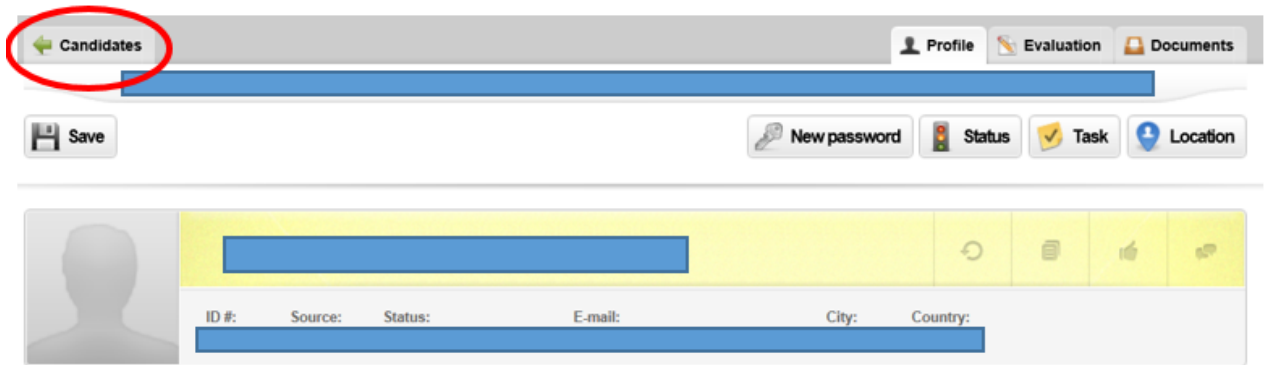 Candidates Profile Evaluation Documents
Save New password Status Task Location
ID #: Source: Status: E-mail: City: Country: